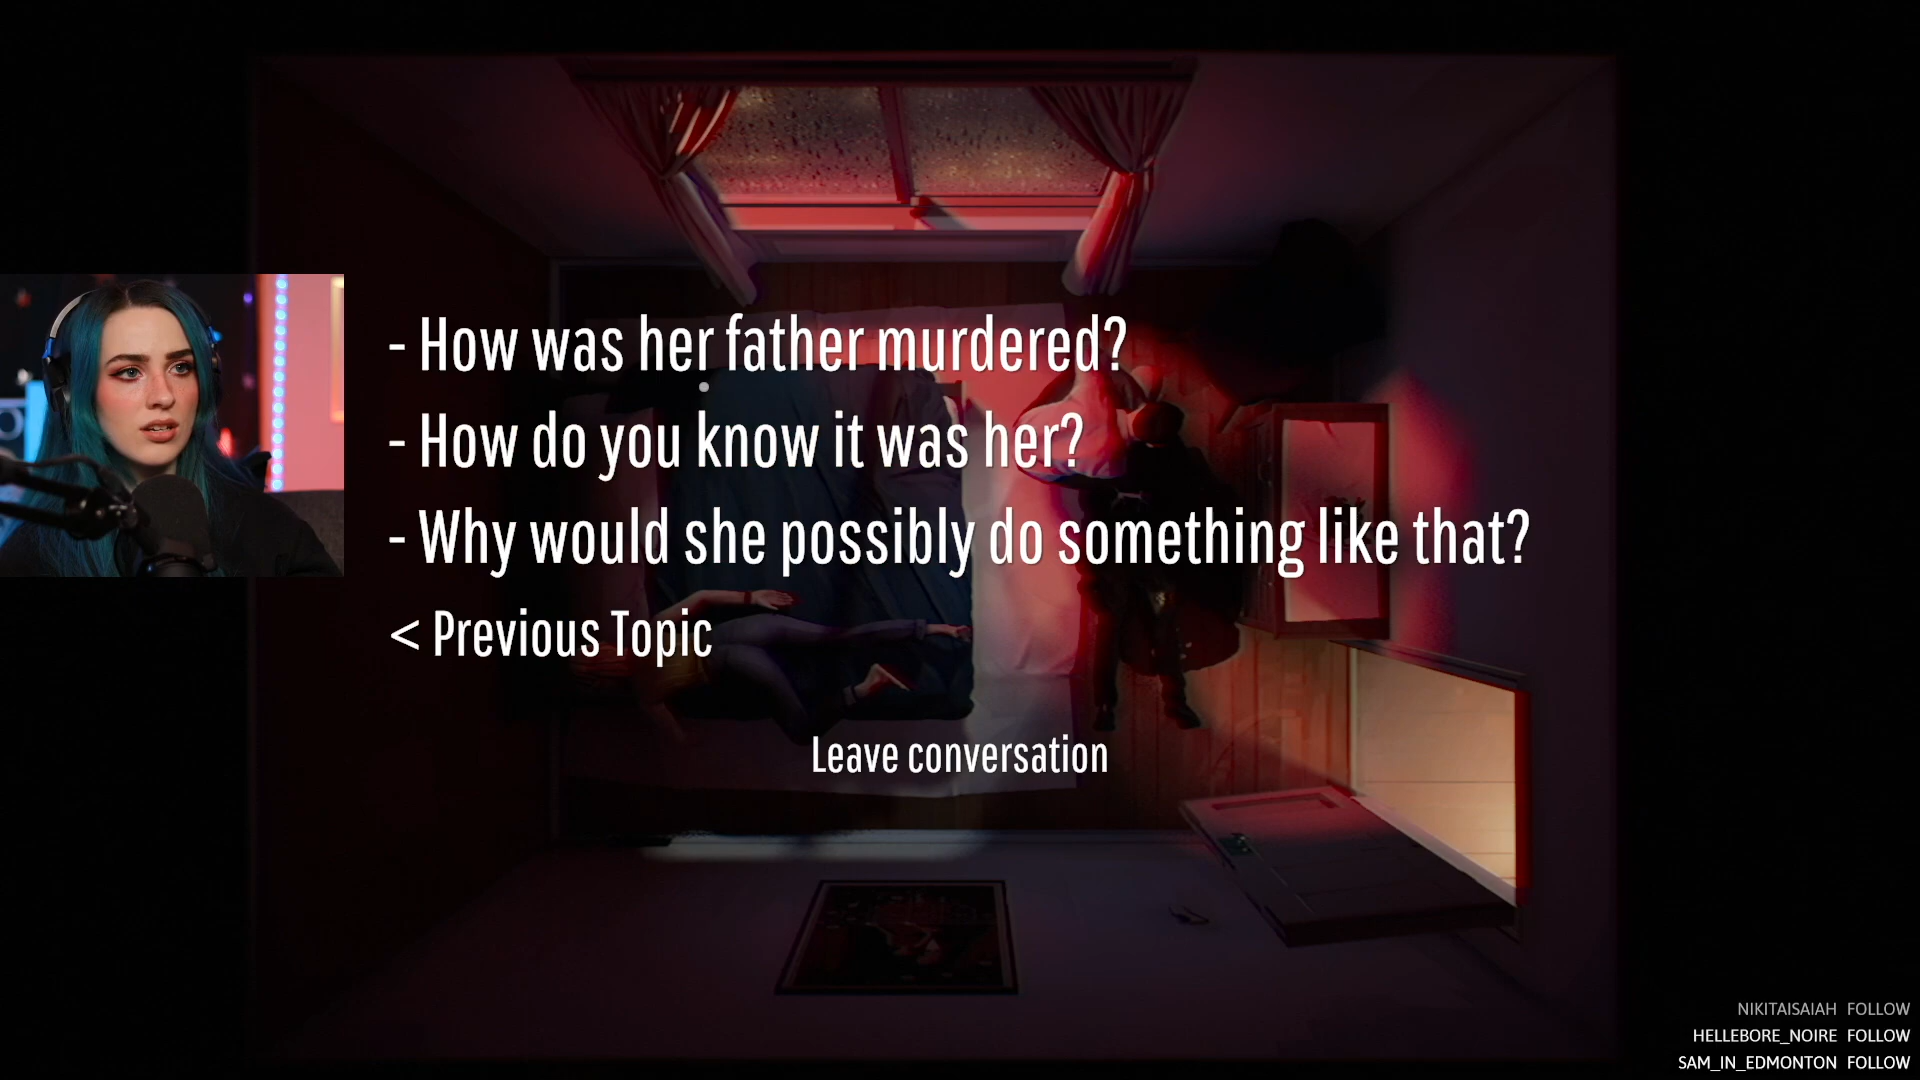 - How was her father murdered?
- How do you know it was her?
- Why would she possibly do something like that?
< Previous Topic
Leave conversation
NIKITAISAIAH FOLLOW
HELLEBORE_NOIRE FOLLOW
SAM_IN_EDMONTON FOLLOW